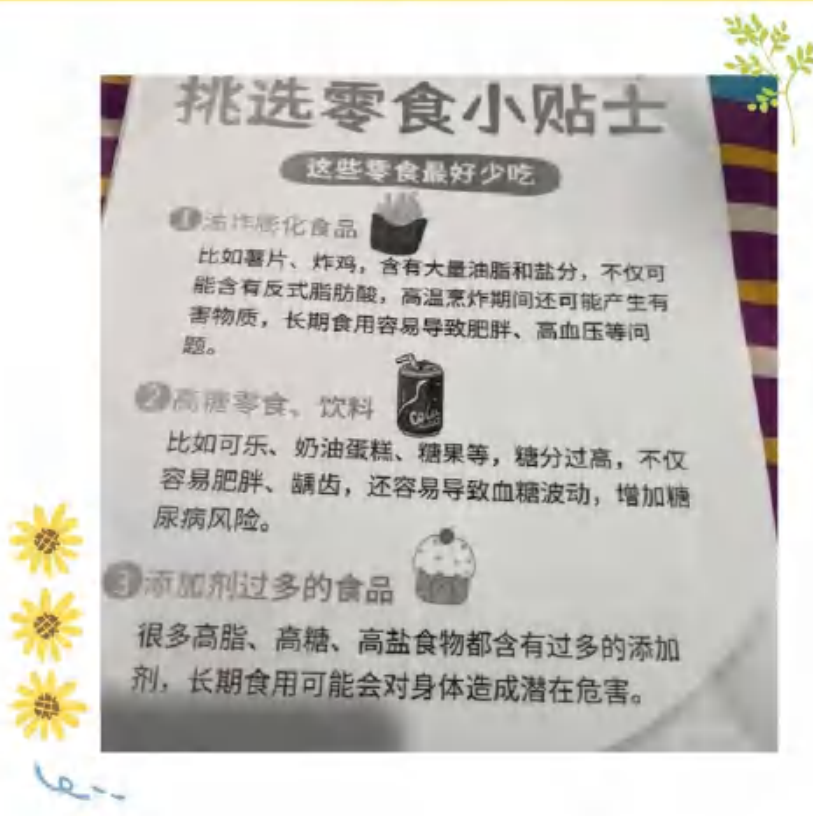 挑选零食小贴士
这些零食最好少吃
1油炸膨化食品
比如薯片、炸鸡，含有大量油脂和盐分，不仅可
能含有反式脂肪酸，高温烹炸期间还可能产生有
害物质，长期食用容易导致肥胖、高血压等问
题。
2高糖零食、饮料
Cola
比如可乐、奶油蛋糕、糖果等，糖分过高，不仅
容易肥胖、龋齿，还容易导致血糖波动，增加糖
尿病风险。
3添加剂过多的食品
很多高脂、高糖、高盐食物都含有过多的添加
剂，长期食用可能会对身体造成潜在危害。